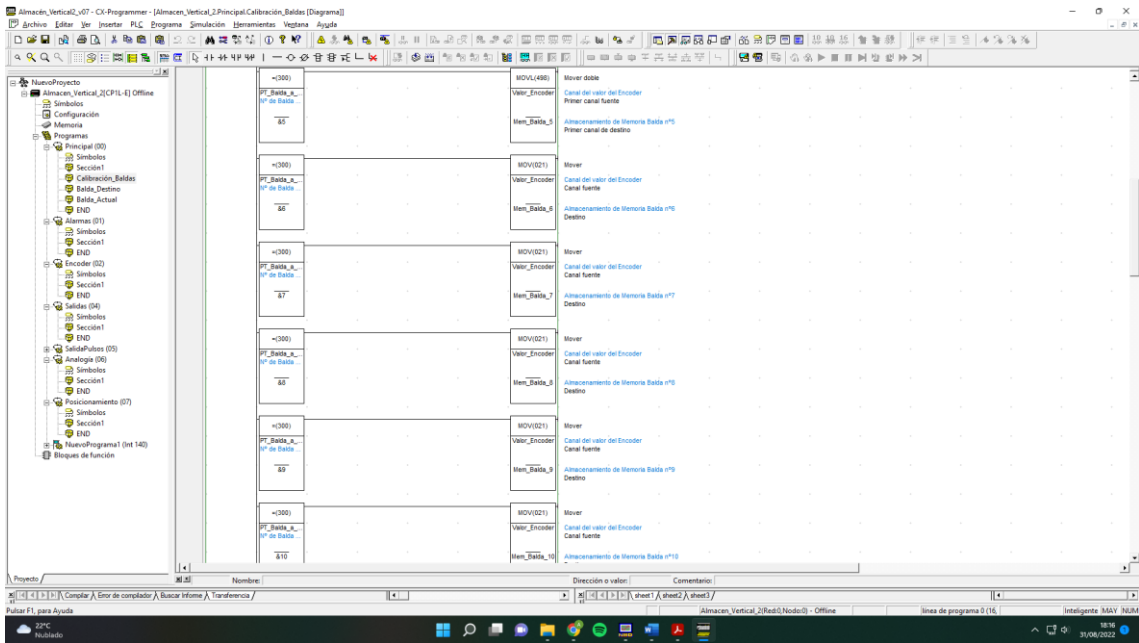 Almacén_Vertical2_v07 - CX-Programmer - [Almacen_Vertical_2.Principal.Calibración_Baldas [Diagrama]]
Archivo Editar Ver Insertar PLC Programa Simulación Herramientas Ventana Ayuda
NuevoProyecto
Almacen_Vertical_2[CP1L-E] Offline
Símbolos
Configuración
Memoria
Programas
Principal (00)
Símbolos
Sección1
Calibración_Baldas
Balda_Destino
Balda_Actual
END
Alarmas (01)
Símbolos
Sección1
END
Encoder (02)
Símbolos
Sección1
END
Salidas (04)
Símbolos
Sección1
END
SalidaPulsos (05)
Analogia (06)
Símbolos
Sección1
END
Posicionamiento (07)
Símbolos
Sección1
END
NuevoPrograma1 (Int 140)
Bloques de función
Proyecto
=(300) MOVL(498) Mover doble
PT_Balda_a_... Valor_Encoder Canal del valor del Encoder
Nº de Balda ... Primer canal fuente
&5 Mem_Balda_5 Almacenamiento de Memoria Balda nº5
Primer canal de destino
=(300) MOV(021) Mover
PT_Balda_a_... Valor_Encoder Canal del valor del Encoder
Nº de Balda ... Canal fuente
&6 Mem_Balda_6 Almacenamiento de Memoria Balda nº6
Destino
=(300) MOV(021) Mover
PT_Balda_a_... Valor_Encoder Canal del valor del Encoder
Nº de Balda ... Canal fuente
&7 Mem_Balda_7 Almacenamiento de Memoria Balda nº7
Destino
=(300) MOV(021) Mover
PT_Balda_a_... Valor_Encoder Canal del valor del Encoder
Nº de Balda ... Canal fuente
&8 Mem_Balda_8 Almacenamiento de Memoria Balda nº8
Destino
=(300) MOV(021) Mover
PT_Balda_a_... Valor_Encoder Canal del valor del Encoder
Nº de Balda ... Canal fuente
&9 Mem_Balda_9 Almacenamiento de Memoria Balda nº9
Destino
=(300) MOV(021) Mover
PT_Balda_a_... Valor_Encoder Canal del valor del Encoder
Nº de Balda ... Canal fuente
&10 Mem_Balda_10 Almacenamiento de Memoria Balda nº10
Nombre: Dirección o valor: Comentario:
Compilar Error de compilador Buscar Informe Transferencia sheet1 sheet2 sheet3
Pulsar F1, para Ayuda Almacen_Vertical_2(Red:0,Nodo:0) - Offline línea de programa 0 (16, Inteligente MAY NUM
22°C
Nublado
18:16
31/08/2022